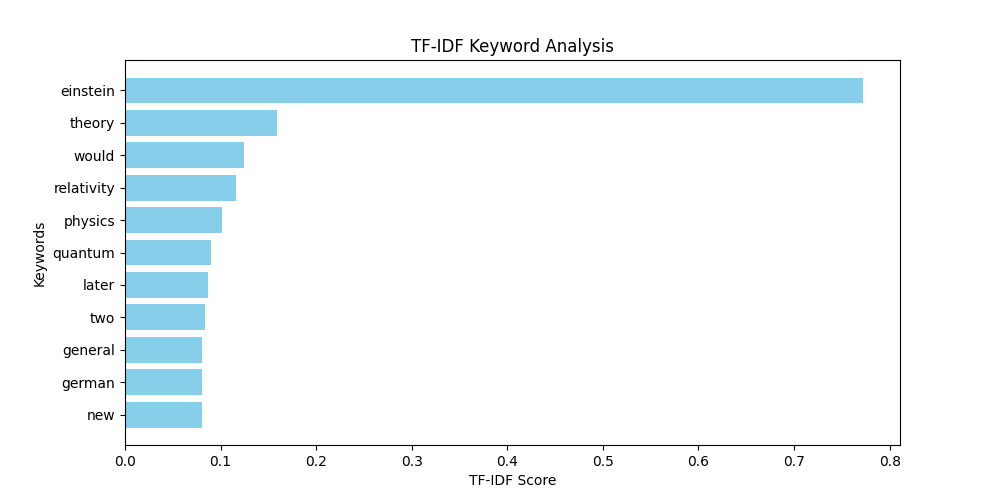 TF-IDF Keyword Analysis
einstein
theory
would
relativity
physics
quantum
later
two
general
german
new
Keywords
0.0 0.1 0.2 0.3 0.4 0.5 0.6 0.7 0.8
TF-IDF Score